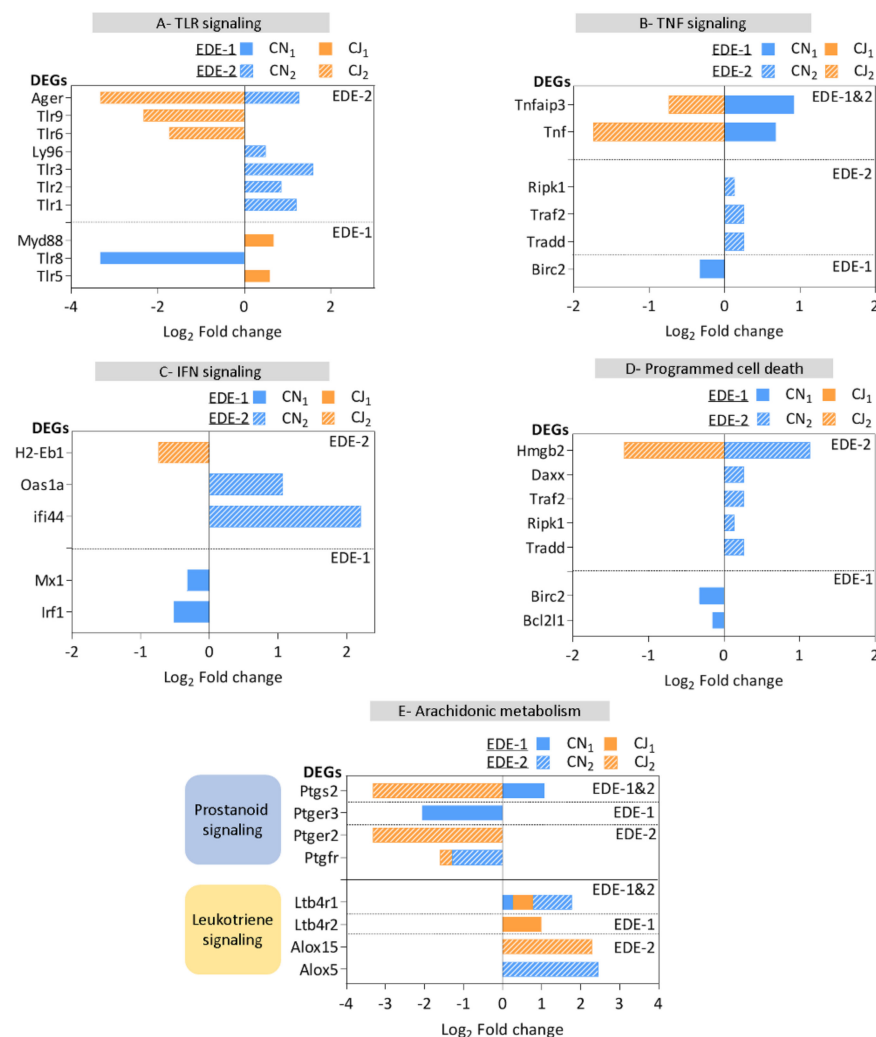 A- TLR signaling
EDE-1 CN1 CJ1
EDE-2 CN2 CJ2
DEGs
Ager
Tlr9
Tlr6
Ly96
Tlr3
Tlr2
Tlr1
Myd88
Tlr8
Tlr5
EDE-2
EDE-1
-4 -2 0 2
Log2 Fold change
B- TNF signaling
EDE-1 CN1 CJ1
EDE-2 CN2 CJ2
DEGs
Tnfaip3
Tnf
Ripk1
Traf2
Tradd
Birc2
EDE-1&2
EDE-2
EDE-1
-2 -1 0 1 2
Log2 Fold change
C- IFN signaling
EDE-1 CN1 CJ1
EDE-2 CN2 CJ2
DEGs
H2-Eb1
Oas1a
ifi44
Mx1
Irf1
EDE-2
EDE-1
-2 -1 0 1 2
Log2 Fold change
D- Programmed cell death
EDE-1 CN1 CJ1
EDE-2 CN2 CJ2
DEGs
Hmgb2
Daxx
Traf2
Ripk1
Tradd
Birc2
Bcl2l1
EDE-2
EDE-1
-2 -1 0 1 2
Log2 Fold change
E- Arachidonic metabolism
EDE-1 CN1 CJ1
EDE-2 CN2 CJ2
DEGs
Prostanoid
signaling
Ptgs2
Ptger3
Ptger2
Ptgfr
EDE-1&2
EDE-1
EDE-2
Leukotriene
signaling
Ltb4r1
Ltb4r2
Alox15
Alox5
EDE-1&2
EDE-1
EDE-2
-4 -3 -2 -1 0 1 2 3 4
Log2 Fold change